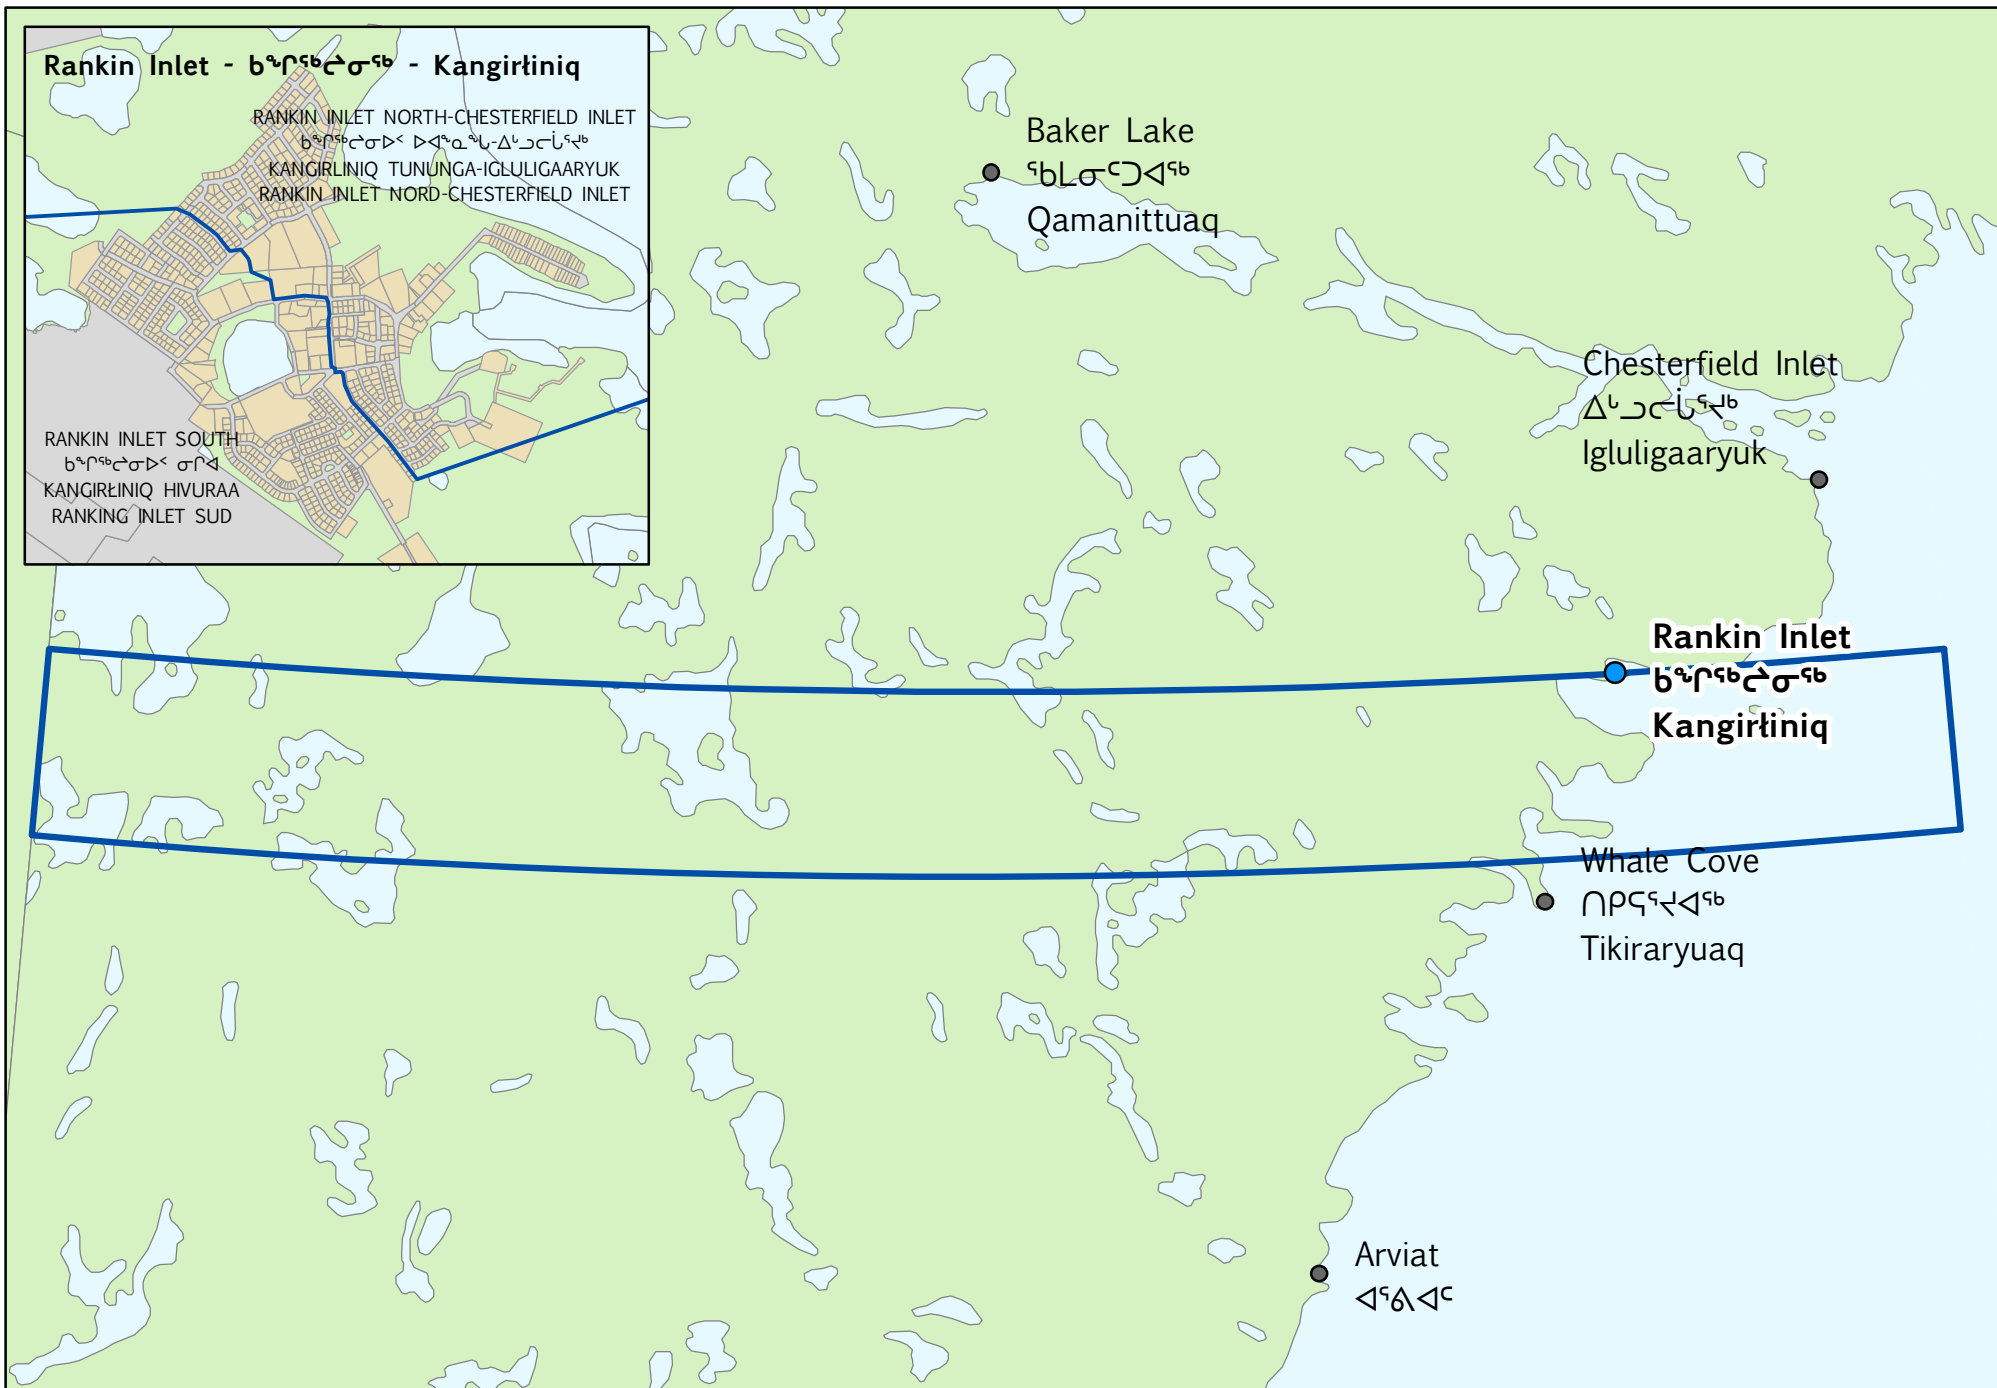 Rankin Inlet - ᑲᖏᖅᖠᓂᖅ - Kangirłiniq
RANKIN INLET NORTH-CHESTERFIELD INLET
ᑲᖏᖅᖠᓂᐅᑉ ᐅᐊᖕᓇᖓ-ᐃᒡᓗᓕᒑᕐᔪᒃ
KANGIRLINIQ TUNUNGA-IGLULIGAARYUK
RANKIN INLET NORD-CHESTERFIELD INLET
RANKIN INLET SOUTH
ᑲᖏᖅᖠᓂᐅᑉ ᓂᒋᐊ
KANGIRŁINIQ HIVURAA
RANKING INLET SUD
Baker Lake
ᖃᒪᓂᑦᑐᐊᖅ
Qamanittuaq
Chesterfield Inlet
ᐃᒡᓗᓕᒑᕐᔪᒃ
Igluligaaryuk
Rankin Inlet
ᑲᖏᖅᖠᓂᖅ
Kangirłiniq
Whale Cove
ᑎᑭᕋᕐᔪᐊᖅ
Tikiraryuaq
Arviat
ᐊᕐᕕᐊᑦ